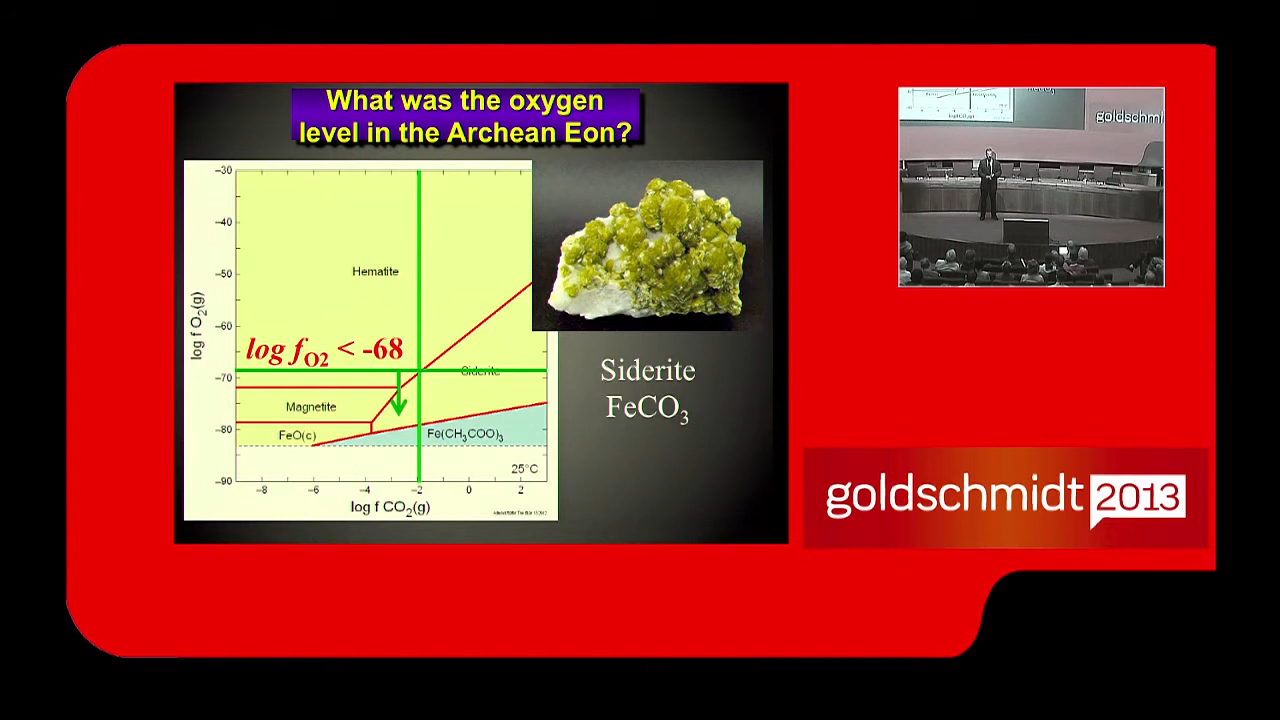 What was the oxygen
level in the Archean Eon?
−30
−40
−50
−60
−70
−80
−90
log f O2(g)
Hematite
log fO2 < -68
Siderite
Magnetite
FeO(c)
Fe(CH3COO)3
25°C
−8
−6
−4
−2
0
2
log f CO2(g)
Siderite
FeCO3
goldschmi
goldschmidt 2013